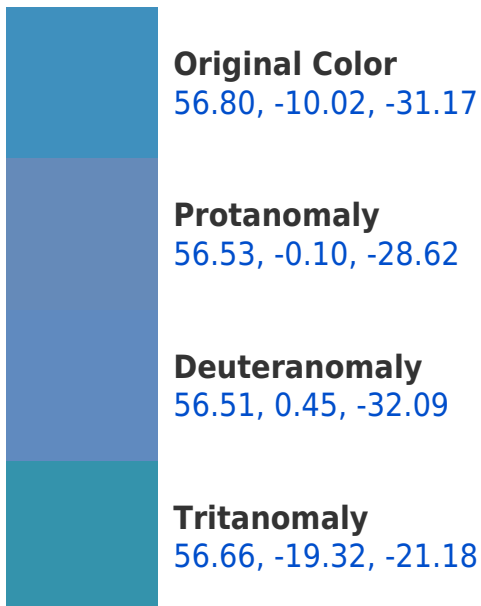 Original Color
56.80, -10.02, -31.17
Protanomaly
56.53, -0.10, -28.62
Deuteranomaly
56.51, 0.45, -32.09
Tritanomaly
56.66, -19.32, -21.18